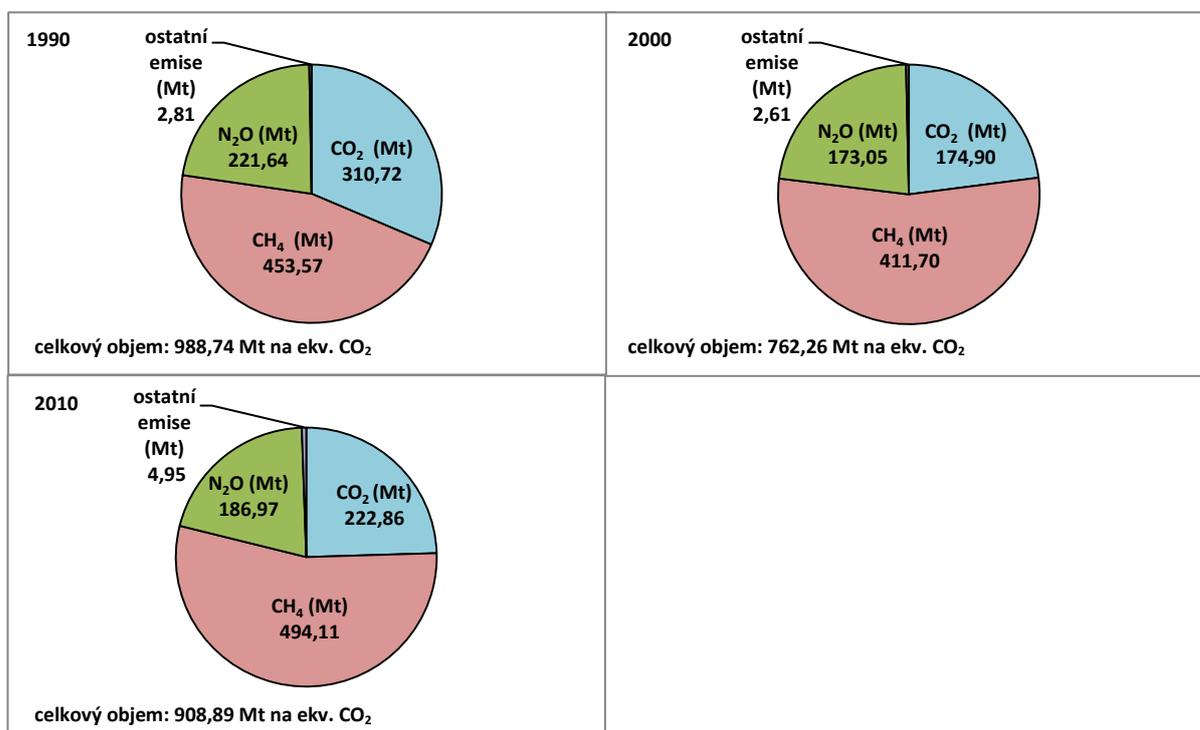 1990
ostatní
emise
(Mt)
2,81
N₂O (Mt)
221,64
CO₂ (Mt)
310,72
CH₄ (Mt)
453,57
celkový objem: 988,74 Mt na ekv. CO₂
2000
ostatní
emise
(Mt)
2,61
N₂O (Mt)
173,05
CO₂ (Mt)
174,90
CH₄ (Mt)
411,70
celkový objem: 762,26 Mt na ekv. CO₂
2010
ostatní
emise
(Mt)
4,95
N₂O (Mt)
186,97
CO₂ (Mt)
222,86
CH₄ (Mt)
494,11
celkový objem: 908,89 Mt na ekv. CO₂